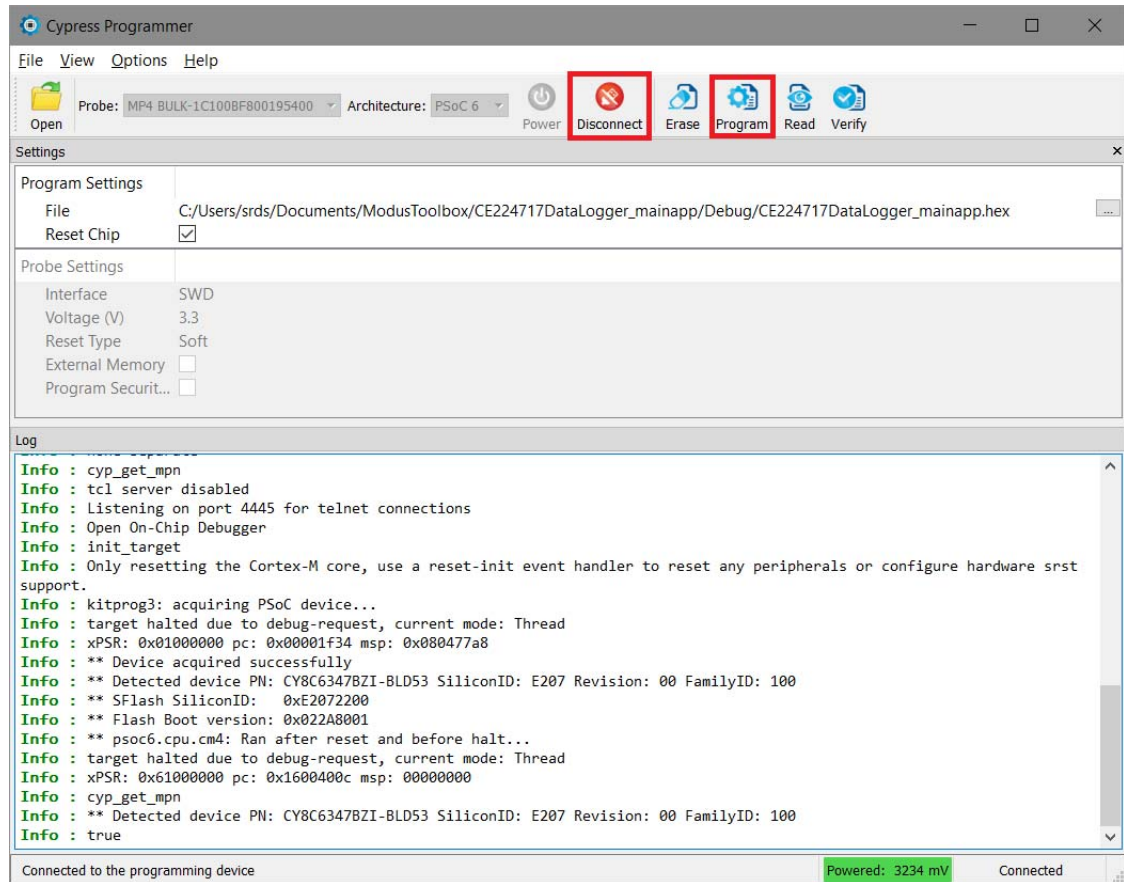 Cypress Programmer
File View Options Help
Open
Probe: MP4 BULK-1C100BF800195400 Architecture: PSoC 6
Power Disconnect Erase Program Read Verify
Settings
Program Settings
File C:/Users/srds/Documents/ModusToolbox/CE224717DataLogger_mainapp/Debug/CE224717DataLogger_mainapp.hex ...
Reset Chip
Probe Settings
Interface SWD
Voltage (V) 3.3
Reset Type Soft
External Memory
Program Securit...
Log
Info : cyp_get_mpn
Info : tcl server disabled
Info : Listening on port 4445 for telnet connections
Info : Open On-Chip Debugger
Info : init_target
Info : Only resetting the Cortex-M core, use a reset-init event handler to reset any peripherals or configure hardware srst
support.
Info : kitprog3: acquiring PSoC device...
Info : target halted due to debug-request, current mode: Thread
Info : xPSR: 0x01000000 pc: 0x00001f34 msp: 0x080477a8
Info : ** Device acquired successfully
Info : ** Detected device PN: CY8C6347BZI-BLD53 SiliconID: E207 Revision: 00 FamilyID: 100
Info : ** SFlash SiliconID: 0xE2072200
Info : ** Flash Boot version: 0x022A8001
Info : ** psoc6.cpu.cm4: Ran after reset and before halt...
Info : target halted due to debug-request, current mode: Thread
Info : xPSR: 0x61000000 pc: 0x1600400c msp: 00000000
Info : cyp_get_mpn
Info : ** Detected device PN: CY8C6347BZI-BLD53 SiliconID: E207 Revision: 00 FamilyID: 100
Info : true
Connected to the programming device Powered: 3234 mV Connected